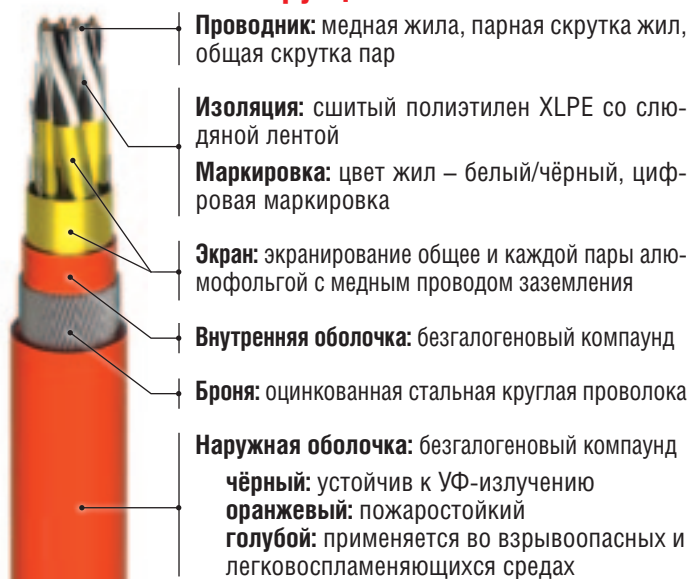 Проводник: медная жила, парная скрутка жил,
общая скрутка пар
Изоляция: сшитый полиэтилен XLPE со слю-
дяной лентой
Маркировка: цвет жил – белый/чёрный, циф-
ровая маркировка
Экран: экранирование общее и каждой пары алю-
мофольгой с медным проводом заземления
Внутренняя оболочка: безгалогеновый компаунд
Броня: оцинкованная стальная круглая проволока
Наружная оболочка: безгалогеновый компаунд
чёрный: устойчив к УФ-излучению
оранжевый: пожаростойкий
голубой: применяется во взрывоопасных и
легковоспламеняющихся средах